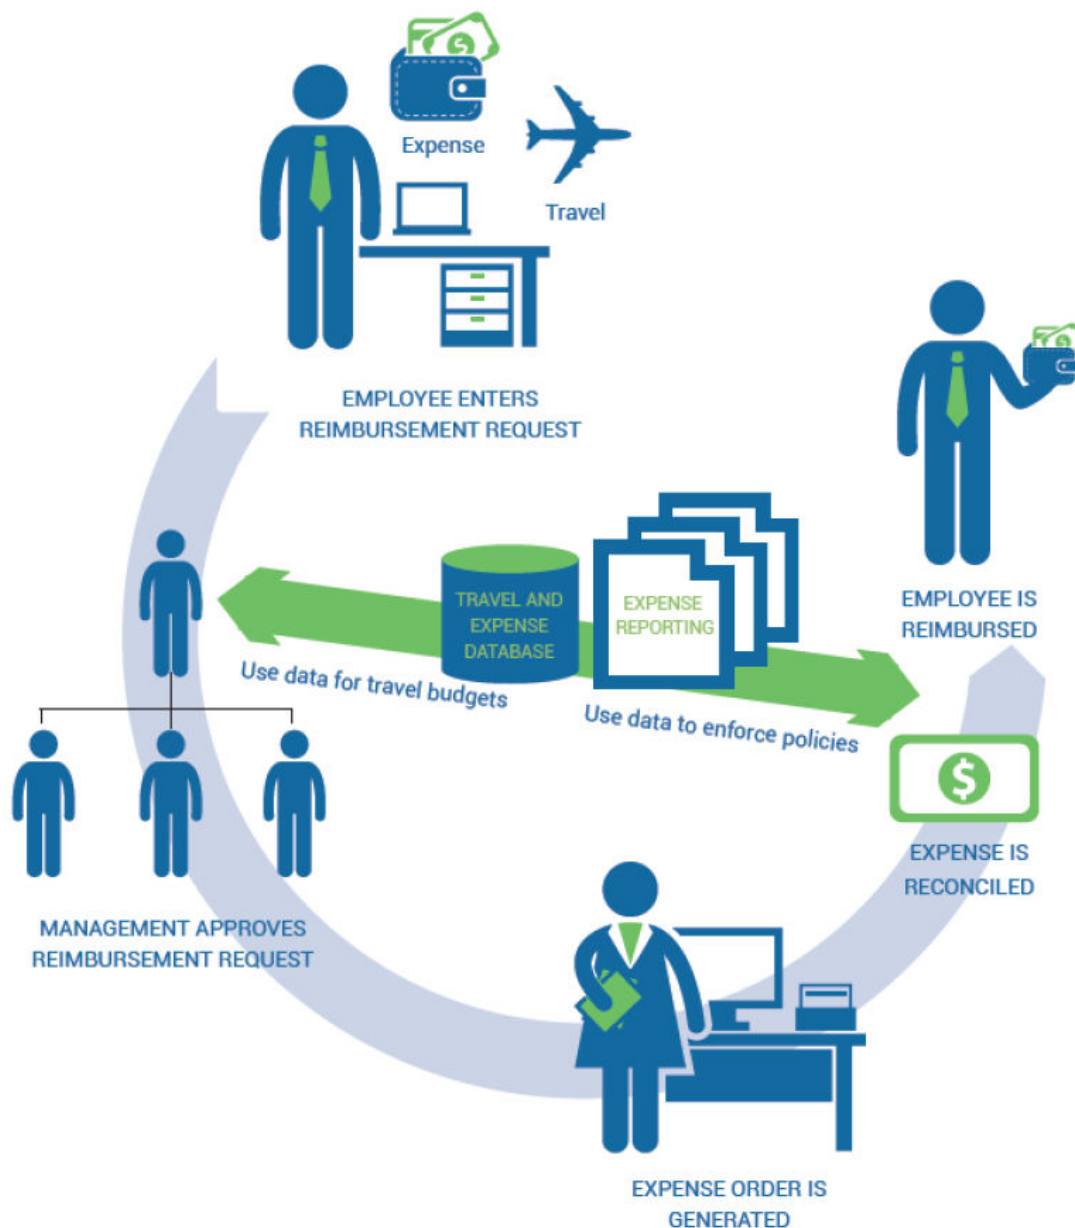 Expense
Travel
EMPLOYEE ENTERS
REIMBURSEMENT REQUEST
TRAVEL AND
EXPENSE
DATABASE
EXPENSE
REPORTING
Use data for travel budgets
Use data to enforce policies
EMPLOYEE IS
REIMBURSED
$
EXPENSE IS
RECONCILED
MANAGEMENT APPROVES
REIMBURSEMENT REQUEST
EXPENSE ORDER IS
GENERATED